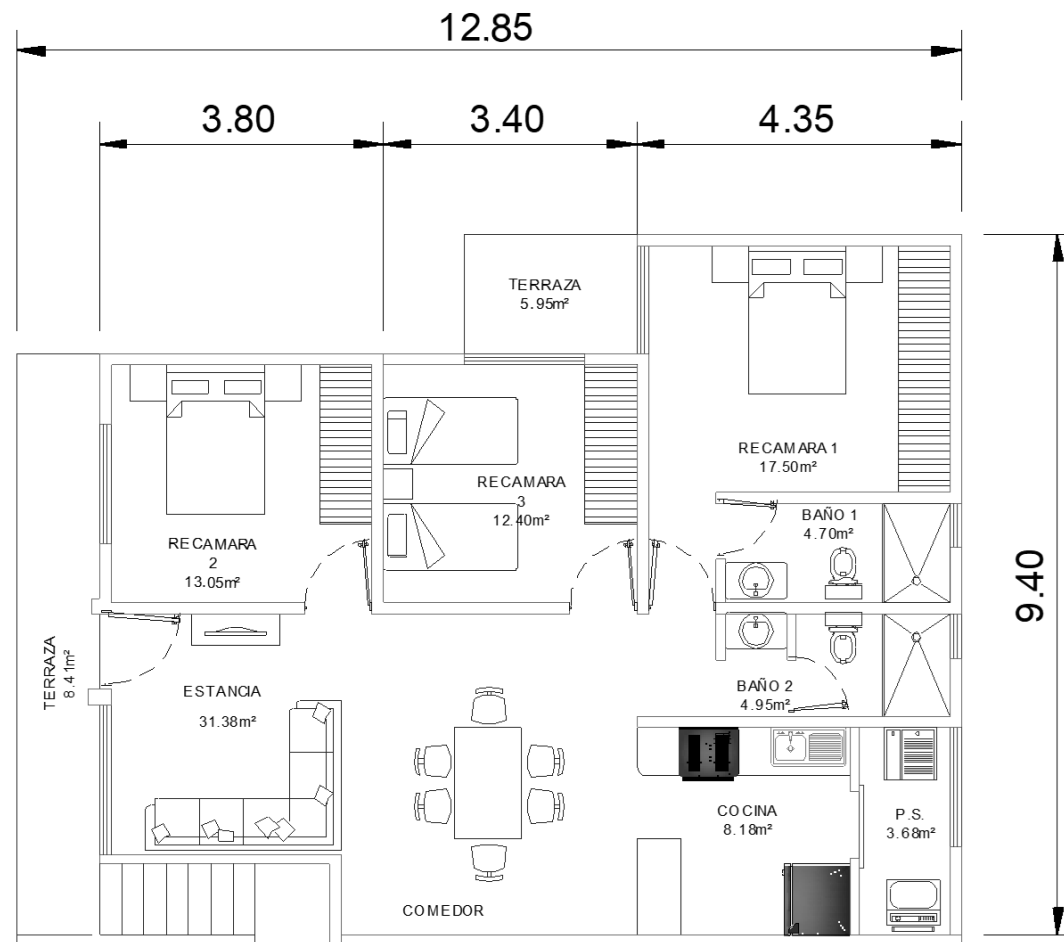 12.85
3.80
3.40
4.35
9.40
TERRAZA
5.95m²
RECAMARA 1
17.50m²
RECAMARA
3
12.40m²
BAÑO 1
4.70m²
RECAMARA
2
13.05m²
TERRAZA
8.41m²
ESTANCIA
31.38m²
BAÑO 2
4.95m²
COCINA
8.18m²
P.S.
3.68m²
COMEDOR